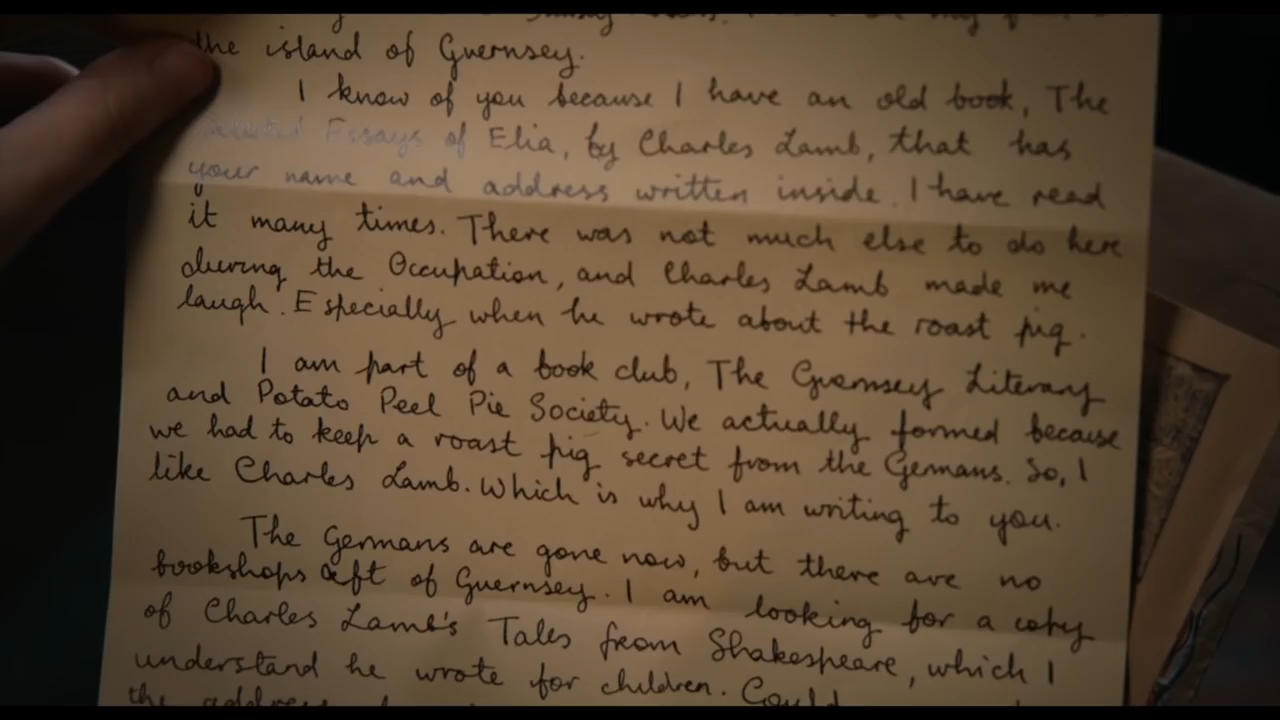 the island of Guernsey.
I know of you because I have an old book, The
Selected Essays of Elia, by Charles Lamb, that has
your name and address written inside. I have read
it many times. There was not much else to do here
during the Occupation, and Charles Lamb made me
laugh. Especially when he wrote about the roast pig.
I am part of a book club, The Guernsey Literary
and Potato Peel Pie Society. We actually formed because
we had to keep a roast pig secret from the Germans. So, I
like Charles Lamb. Which is why I am writing to you.
The Germans are gone now, but there are no
bookshops left of Guernsey. I am looking for a copy
of Charles Lamb's Tales from Shakespeare, which I
understand he wrote for children. Could
the address